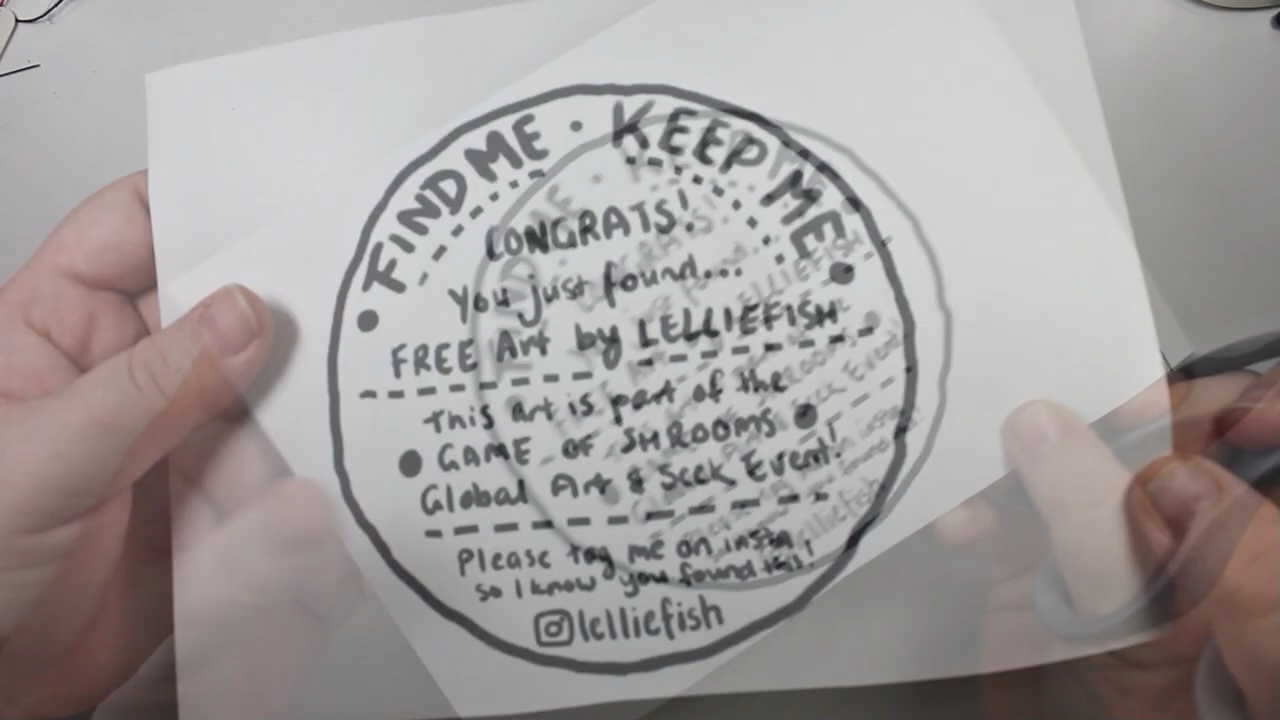 FIND ME · KEEP ME
CONGRATS!
You just found...
FREE Art by LELLIEFISH
This art is part of the
GAME OF SHROOMS
Global Art & Seek Event!
Please tag me on insta
so I know you found this!
lelliefish